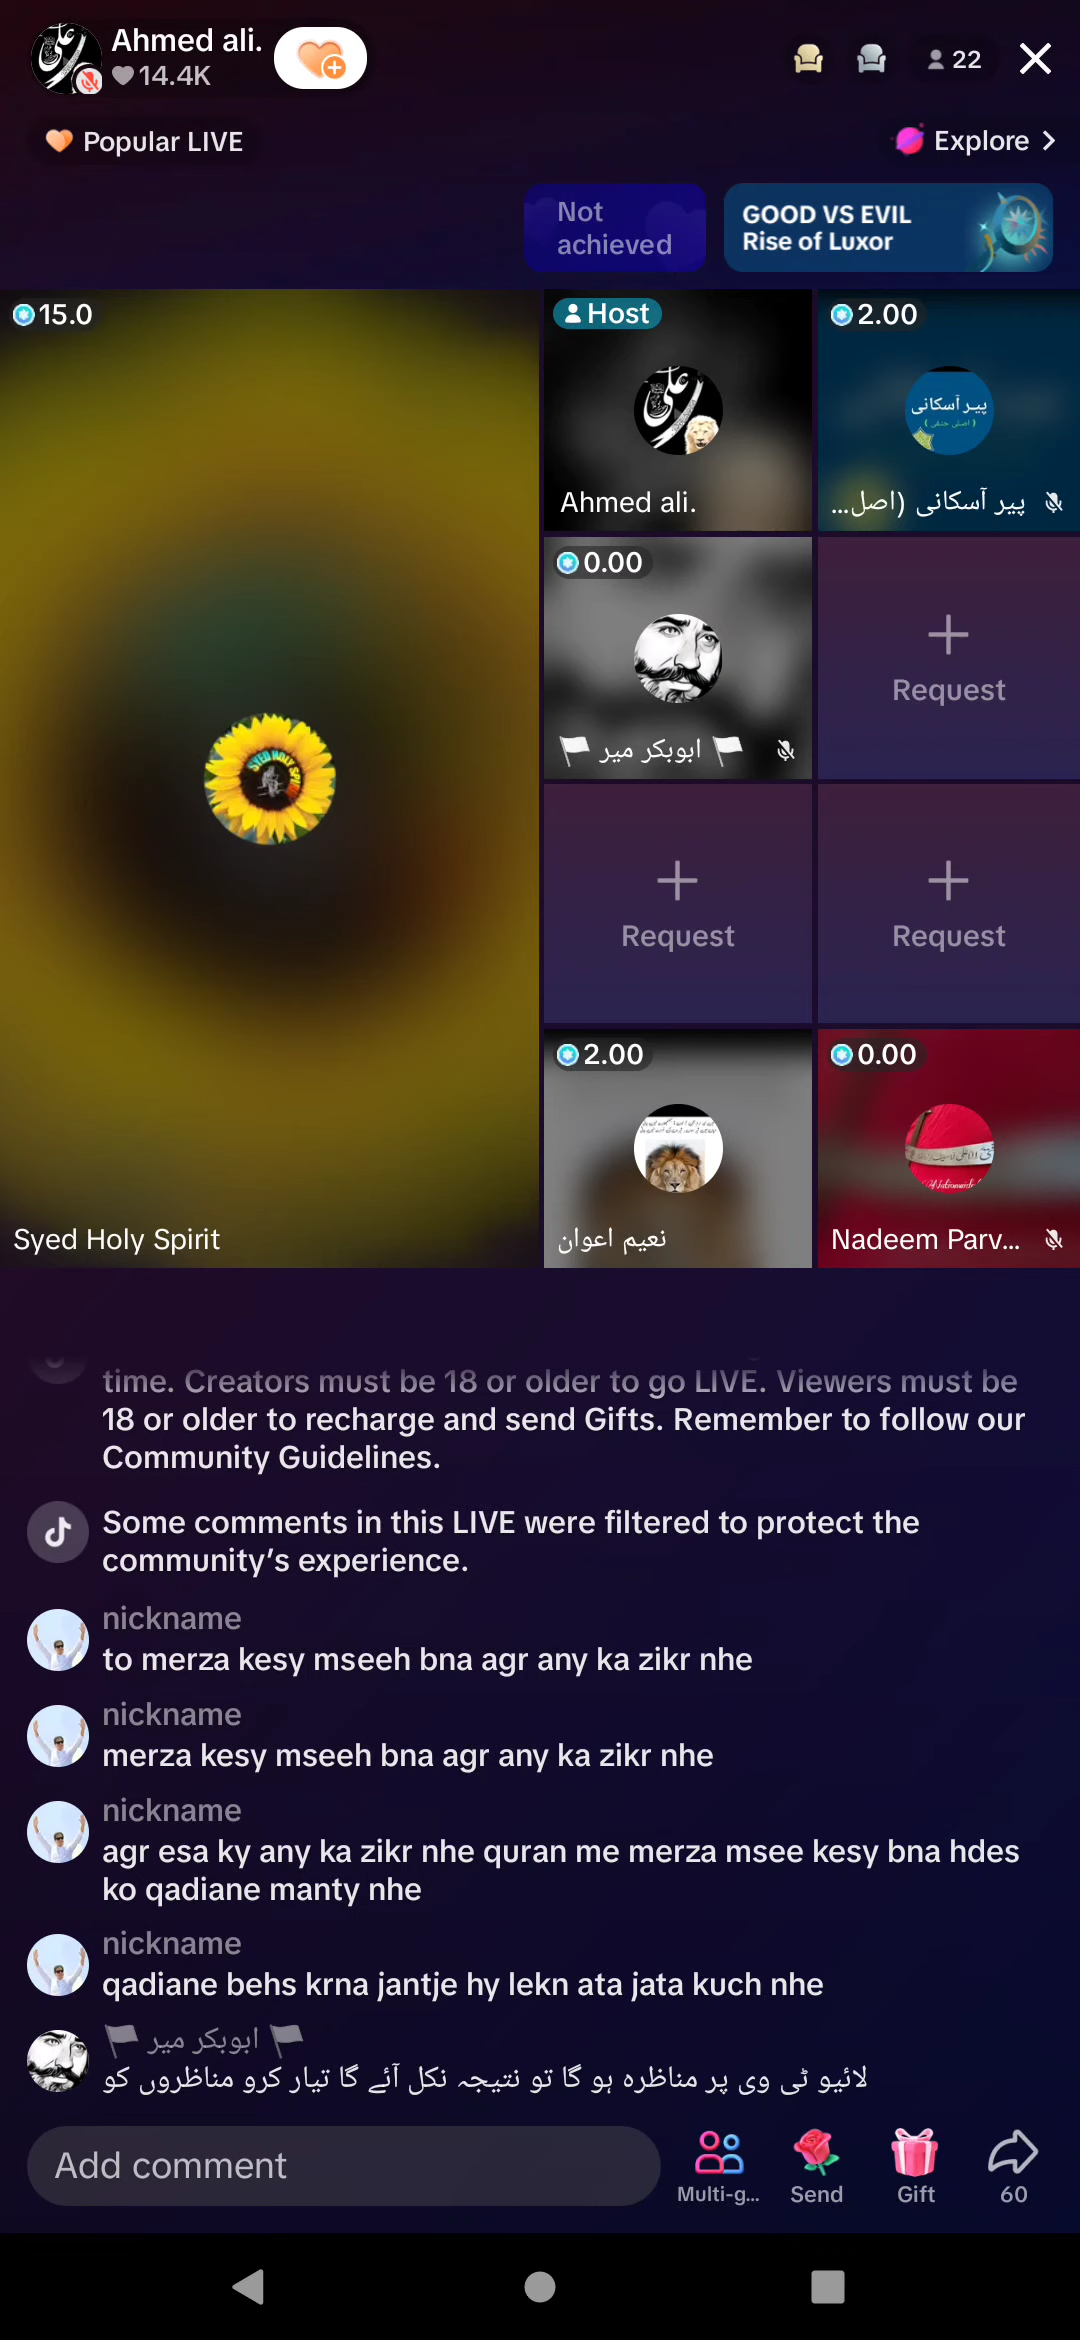 Ahmed ali.
14.4K
22
Popular LIVE
Explore
Not
achieved
GOOD VS EVIL
Rise of Luxor
15.0
Host
2.00
پیر آسکانی
( اصلی حنفی )
Ahmed ali.
پیر آسکانی (اصل...
0.00
ابوبکر میر
Request
SYED HOLY SPIRIT
Request
Request
2.00
0.00
Syed Holy Spirit
نعیم اعوان
Nadeem Parv...
time. Creators must be 18 or older to go LIVE. Viewers must be
18 or older to recharge and send Gifts. Remember to follow our
Community Guidelines.
Some comments in this LIVE were filtered to protect the
community's experience.
nickname
to merza kesy mseeh bna agr any ka zikr nhe
nickname
merza kesy mseeh bna agr any ka zikr nhe
nickname
agr esa ky any ka zikr nhe quran me merza msee kesy bna hdes
ko qadiane manty nhe
nickname
qadiane behs krna jantje hy lekn ata jata kuch nhe
ابوبکر میر
لائیو ٹی وی پر مناظرہ ہو گا تو نتیجہ نکل آئے گا تیار کرو مناظروں کو
Add comment
Multi-g...
Send
Gift
60